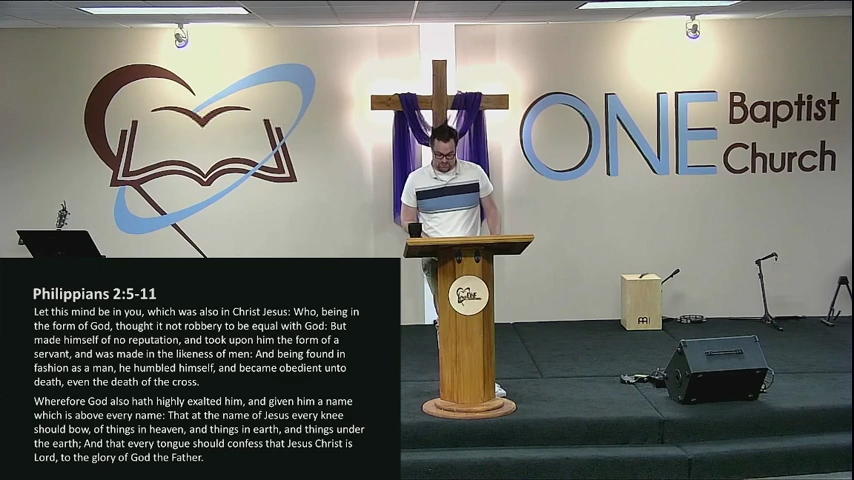 ONE Baptist
Church
Philippians 2:5-11
Let this mind be in you, which was also in Christ Jesus: Who, being in
the form of God, thought it not robbery to be equal with God: But
made himself of no reputation, and took upon him the form of a
servant, and was made in the likeness of men: And being found in
fashion as a man, he humbled himself, and became obedient unto
death, even the death of the cross.
Wherefore God also hath highly exalted him, and given him a name
which is above every name: That at the name of Jesus every knee
should bow, of things in heaven, and things in earth, and things under
the earth; And that every tongue should confess that Jesus Christ is
Lord, to the glory of God the Father.
ONE